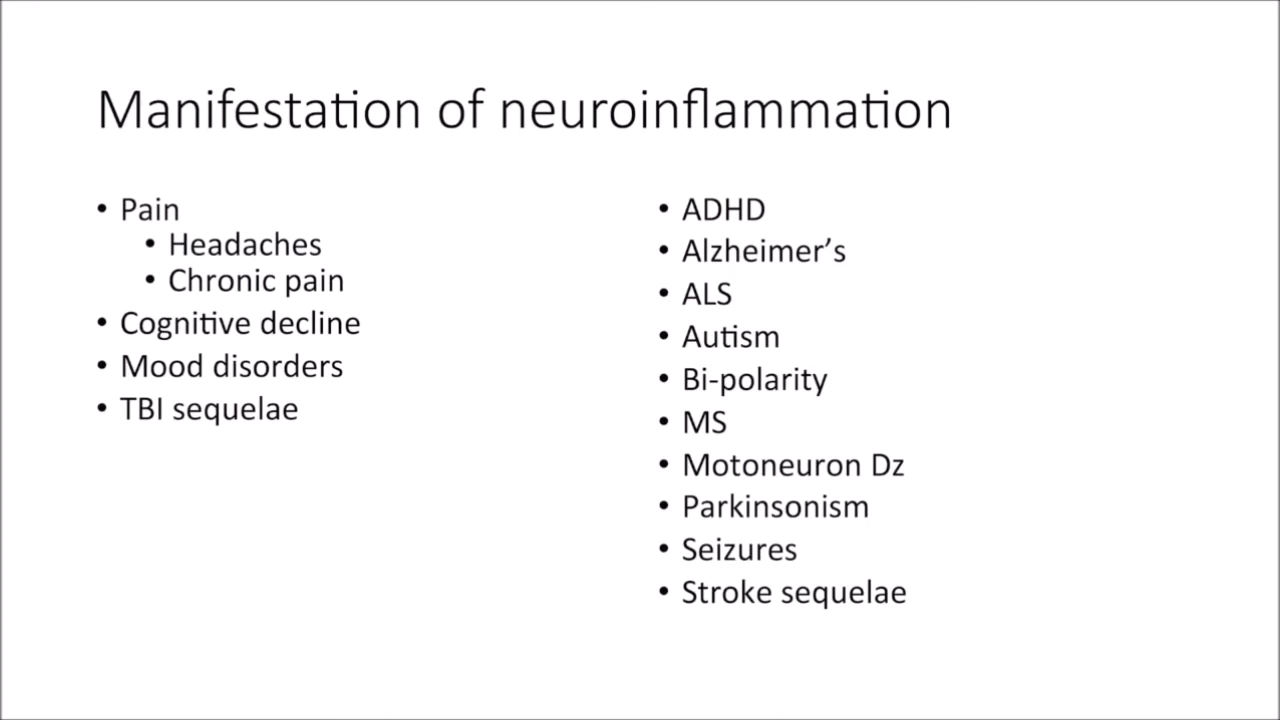 Manifestation of neuroinflammation
• Pain
• Headaches
• Chronic pain
• Cognitive decline
• Mood disorders
• TBI sequelae
• ADHD
• Alzheimer’s
• ALS
• Autism
• Bi-polarity
• MS
• Motoneuron Dz
• Parkinsonism
• Seizures
• Stroke sequelae